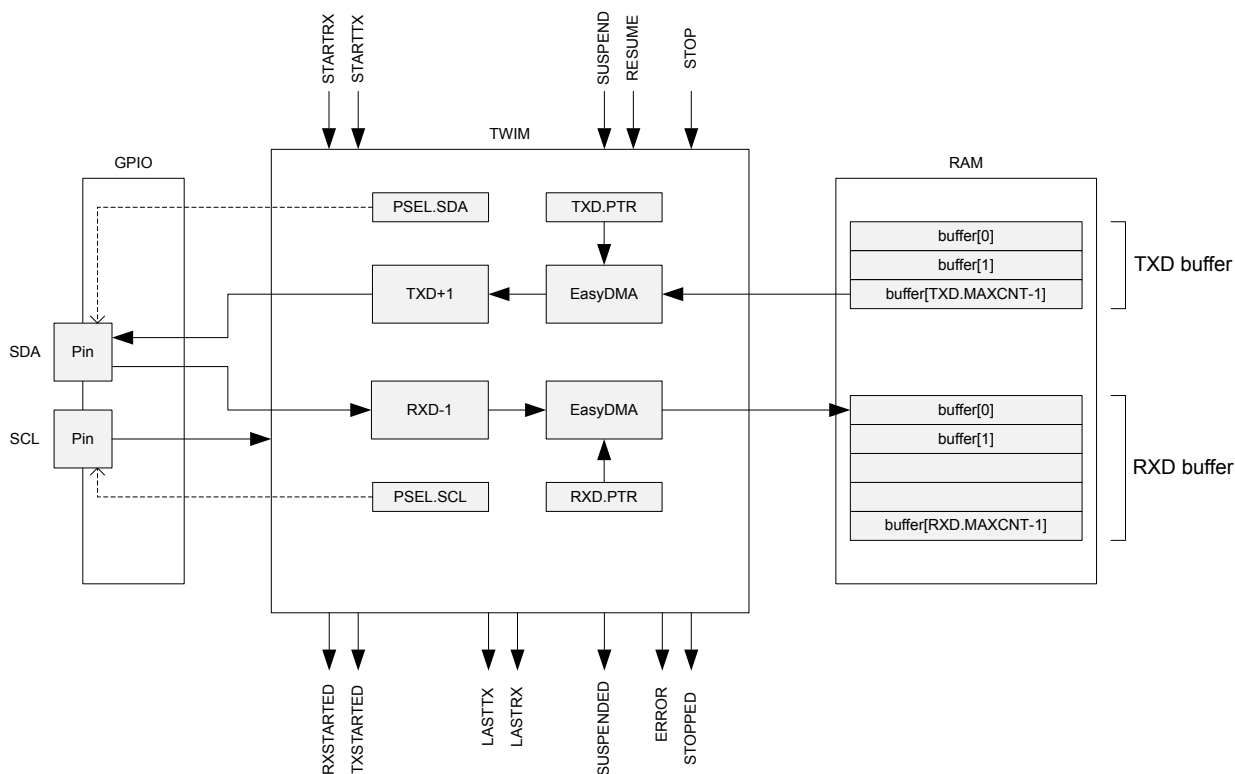 STARTRX
STARTTX
SUSPEND
RESUME
STOP
GPIO
TWIM
RAM
PSEL.SDA
TXD.PTR
buffer[0]
buffer[1]
buffer[TXD.MAXCNT-1]
TXD buffer
TXD+1
EasyDMA
SDA
Pin
RXD-1
EasyDMA
SCL
Pin
buffer[0]
buffer[1]
buffer[RXD.MAXCNT-1]
RXD buffer
PSEL.SCL
RXD.PTR
RXSTARTED
TXSTARTED
LASTTX
LASTRX
SUSPENDED
ERROR
STOPPED